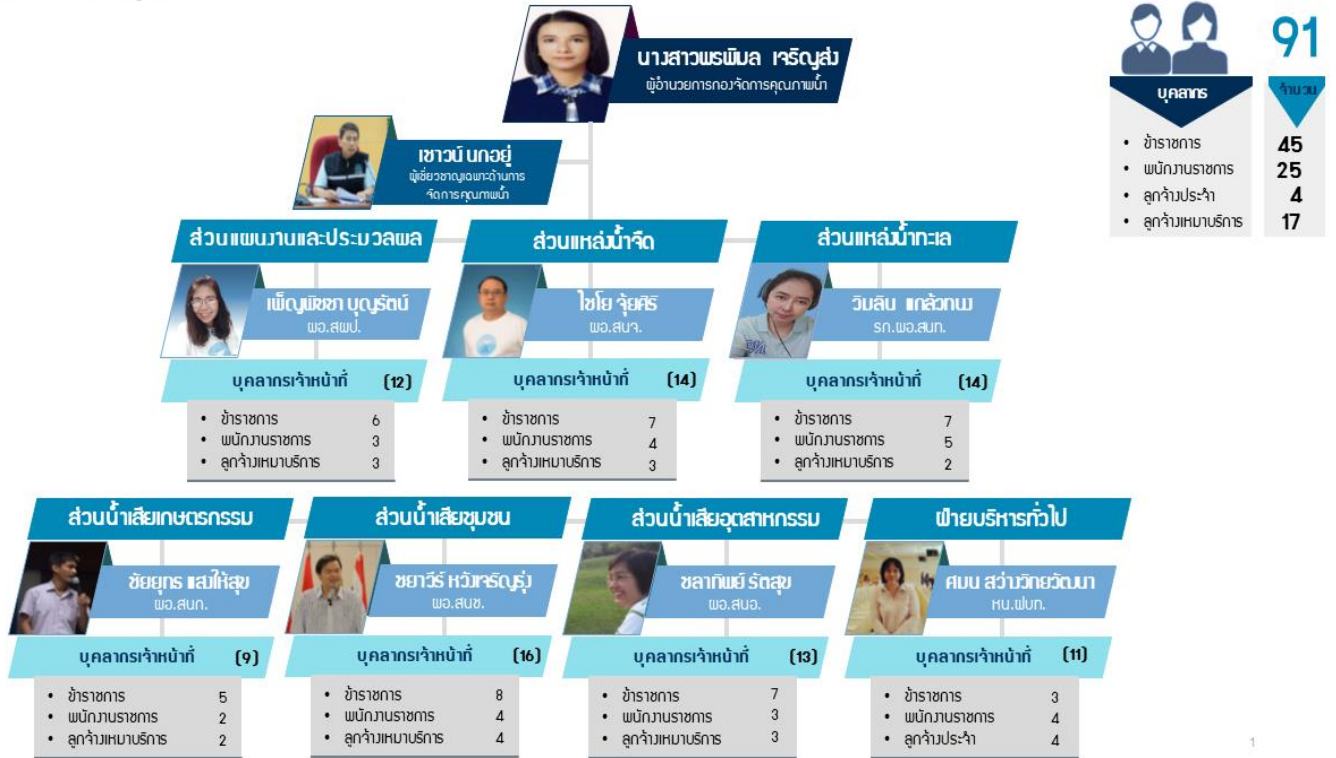 นางสาวพรพิมล เจริญส่ง
ผู้อำนวยการกองจัดการคุณภาพน้ำ
เชาวน์ นกอยู่
ผู้เชี่ยวชาญเฉพาะด้านการ
จัดการคุณภาพน้ำ
91
บุคลากร จำนวน
• ข้าราชการ 45
• พนักงานราชการ 25
• ลูกจ้างประจำ 4
• ลูกจ้างเหมาบริการ 17
ส่วนแผนงานและประมวลผล
เพ็ญพิชชา บุญรัตน์
ผอ.สผป.
บุคลากรเจ้าหน้าที่ (12)
• ข้าราชการ 6
• พนักงานราชการ 3
• ลูกจ้างเหมาบริการ 3
ส่วนแหล่งน้ำจืด
ไชโย จุ้ยศิริ
ผอ.สนจ.
บุคลากรเจ้าหน้าที่ (14)
• ข้าราชการ 7
• พนักงานราชการ 4
• ลูกจ้างเหมาบริการ 3
ส่วนแหล่งน้ำทะเล
วิมลิน แกล้วทนง
รก.ผอ.สนท.
บุคลากรเจ้าหน้าที่ (14)
• ข้าราชการ 7
• พนักงานราชการ 5
• ลูกจ้างเหมาบริการ 2
ส่วนน้ำเสียเกษตรกรรม
ชัยยุทธ แสงให้สุข
ผอ.สนก.
บุคลากรเจ้าหน้าที่ (9)
• ข้าราชการ 5
• พนักงานราชการ 2
• ลูกจ้างเหมาบริการ 2
ส่วนน้ำเสียชุมชน
ชยาวีร์ หวังเจริญรุ่ง
ผอ.สนช.
บุคลากรเจ้าหน้าที่ (16)
• ข้าราชการ 8
• พนักงานราชการ 4
• ลูกจ้างเหมาบริการ 4
ส่วนน้ำเสียอุตสาหกรรม
ชลาทิพย์ รัตสุข
ผอ.สนอ.
บุคลากรเจ้าหน้าที่ (13)
• ข้าราชการ 7
• พนักงานราชการ 3
• ลูกจ้างเหมาบริการ 3
ฝ่ายบริหารทั่วไป
ศมน สว่างวิทยวัฒนา
หน.ฝบท.
บุคลากรเจ้าหน้าที่ (11)
• ข้าราชการ 3
• พนักงานราชการ 4
• ลูกจ้างประจำ 4
1